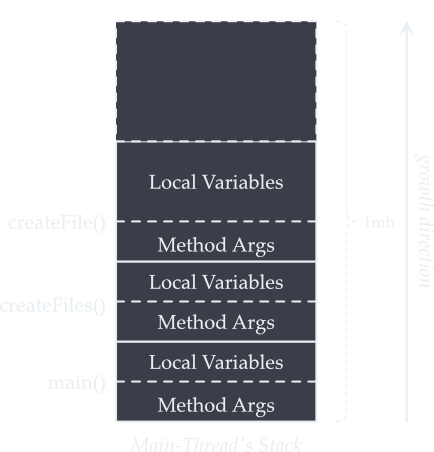 Local Variables
createFile()
Method Args
Local Variables
createFiles()
Method Args
Local Variables
main()
Method Args
1mb
growth direction
Main-Thread's Stack